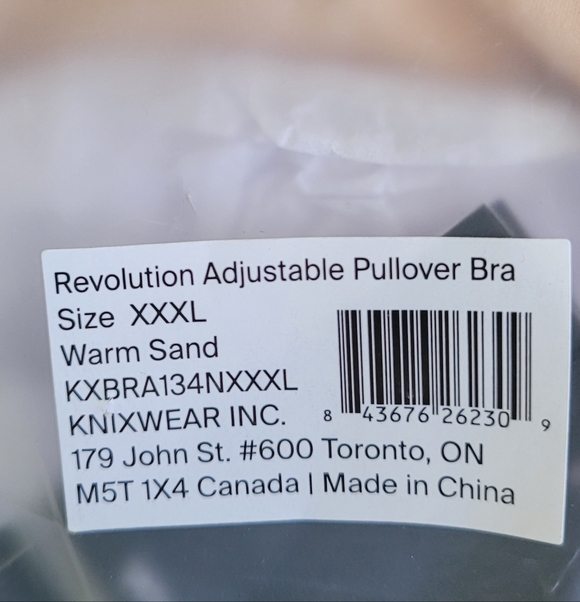 Revolution Adjustable Pullover Bra
Size XXXL
Warm Sand
KXBRA134NXXXL
KNIXWEAR INC.
8 43676 26230 9
179 John St. #600 Toronto, ON
M5T 1X4 Canada | Made in China